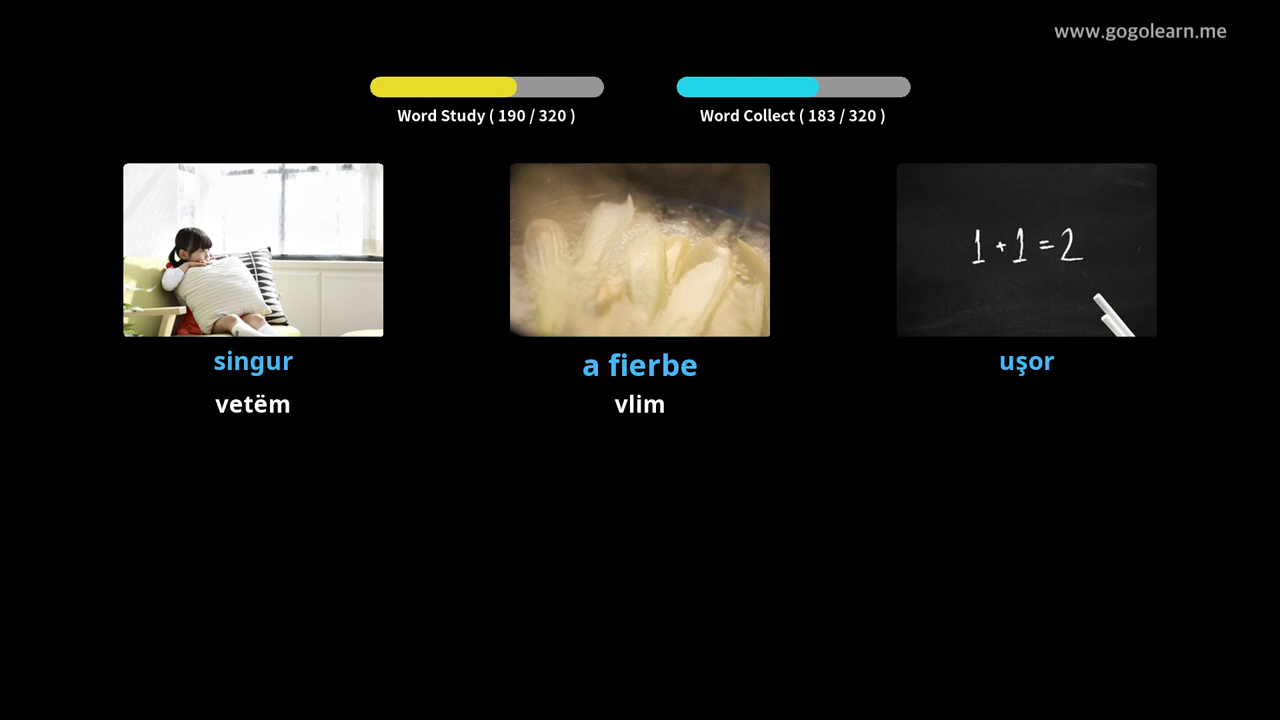 www.gogolearn.me
Word Study ( 190 / 320 )
Word Collect ( 183 / 320 )
1 + 1 = 2
singur
a fierbe
uşor
vetëm
vlim